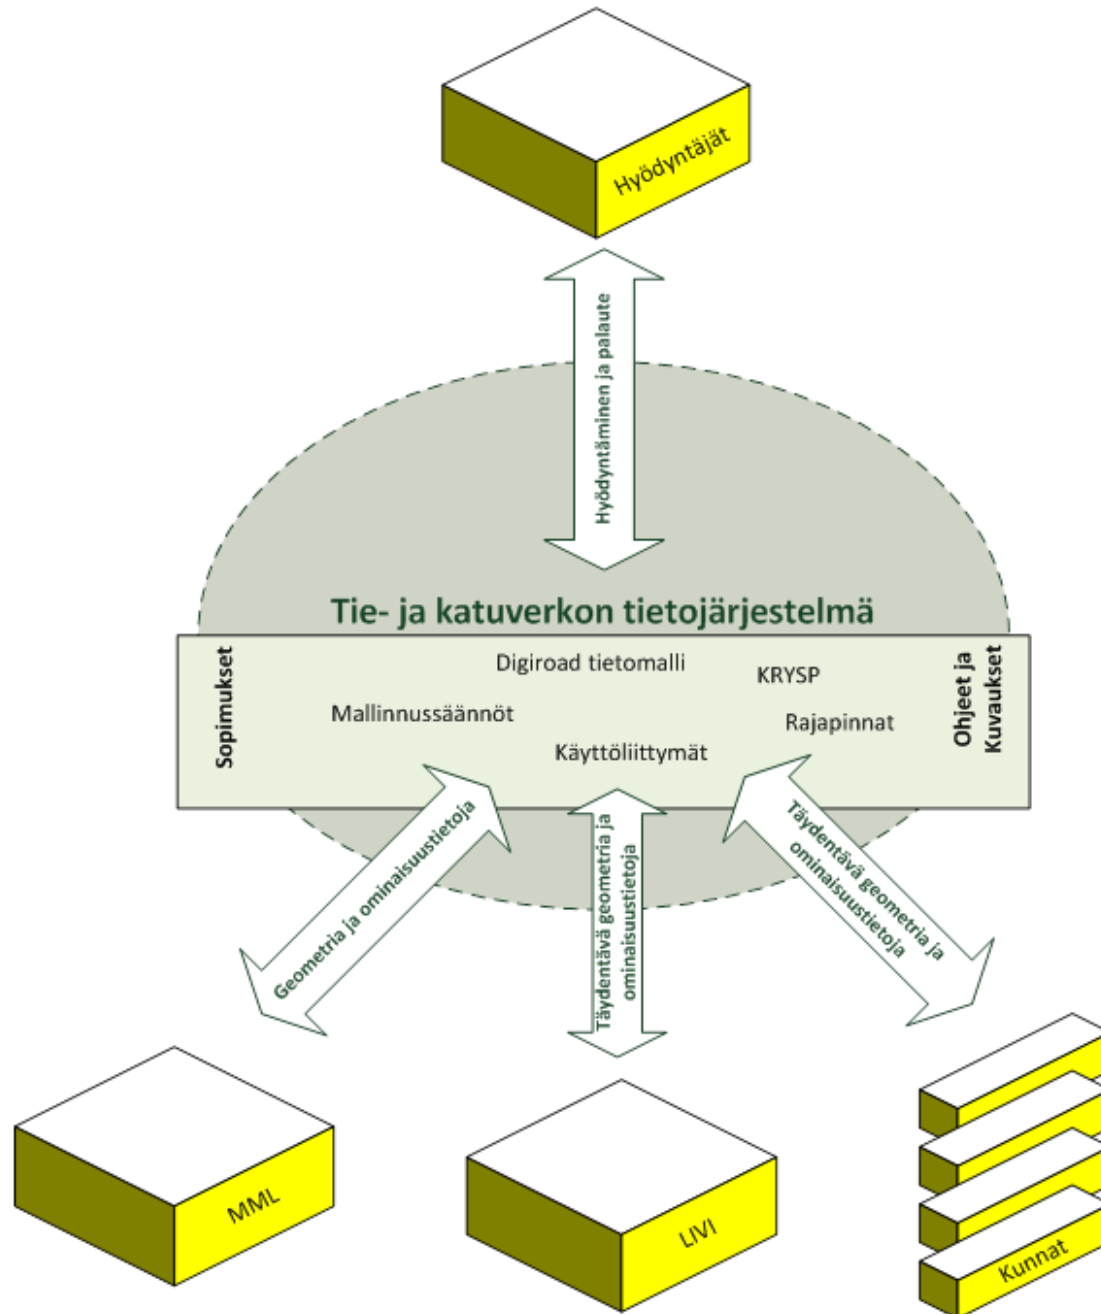 Hyödyntäjät
Hyödyntäminen ja palaute
Tie- ja katuverkon tietojärjestelmä
Sopimukset
Digiroad tietomalli
KRYSP
Mallinnussäännöt
Rajapinnat
Käyttöliittymät
Ohjeet ja
Kuvaukset
Geometria ja ominaisuustietoja
Täydentävä geometria ja
ominaisuustietoja
Täydentävä geometria ja
ominaisuustietoja
MML
LIVI
Kunnat